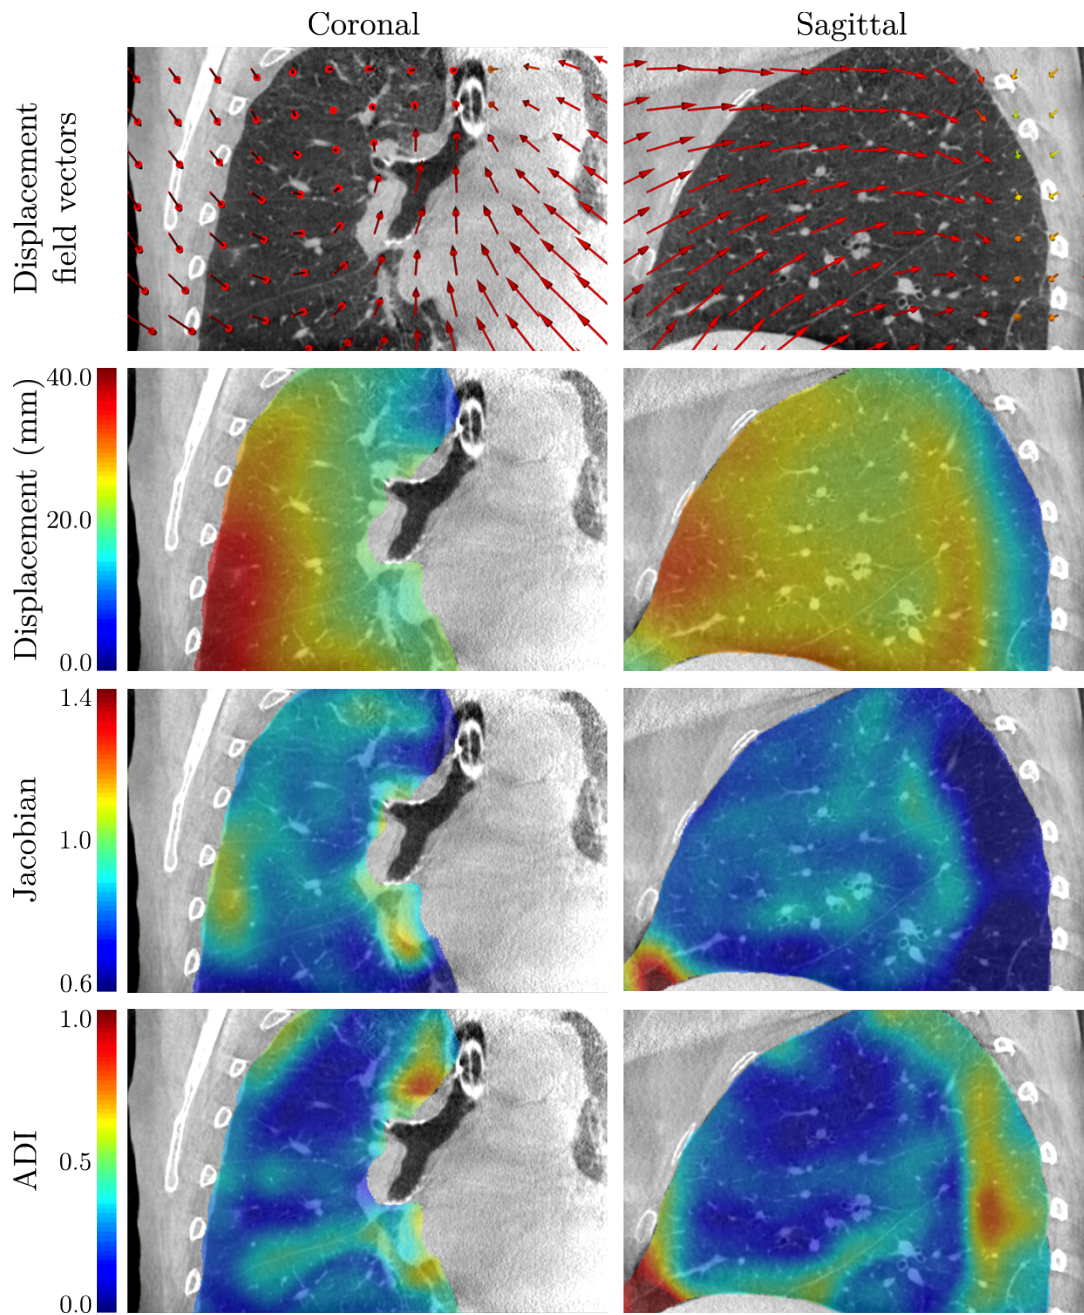 Coronal
Sagittal
Displacement
field vectors
Displacement (mm)
40.0
20.0
0.0
Jacobian
1.4
1.0
0.6
ADI
1.0
0.5
0.0